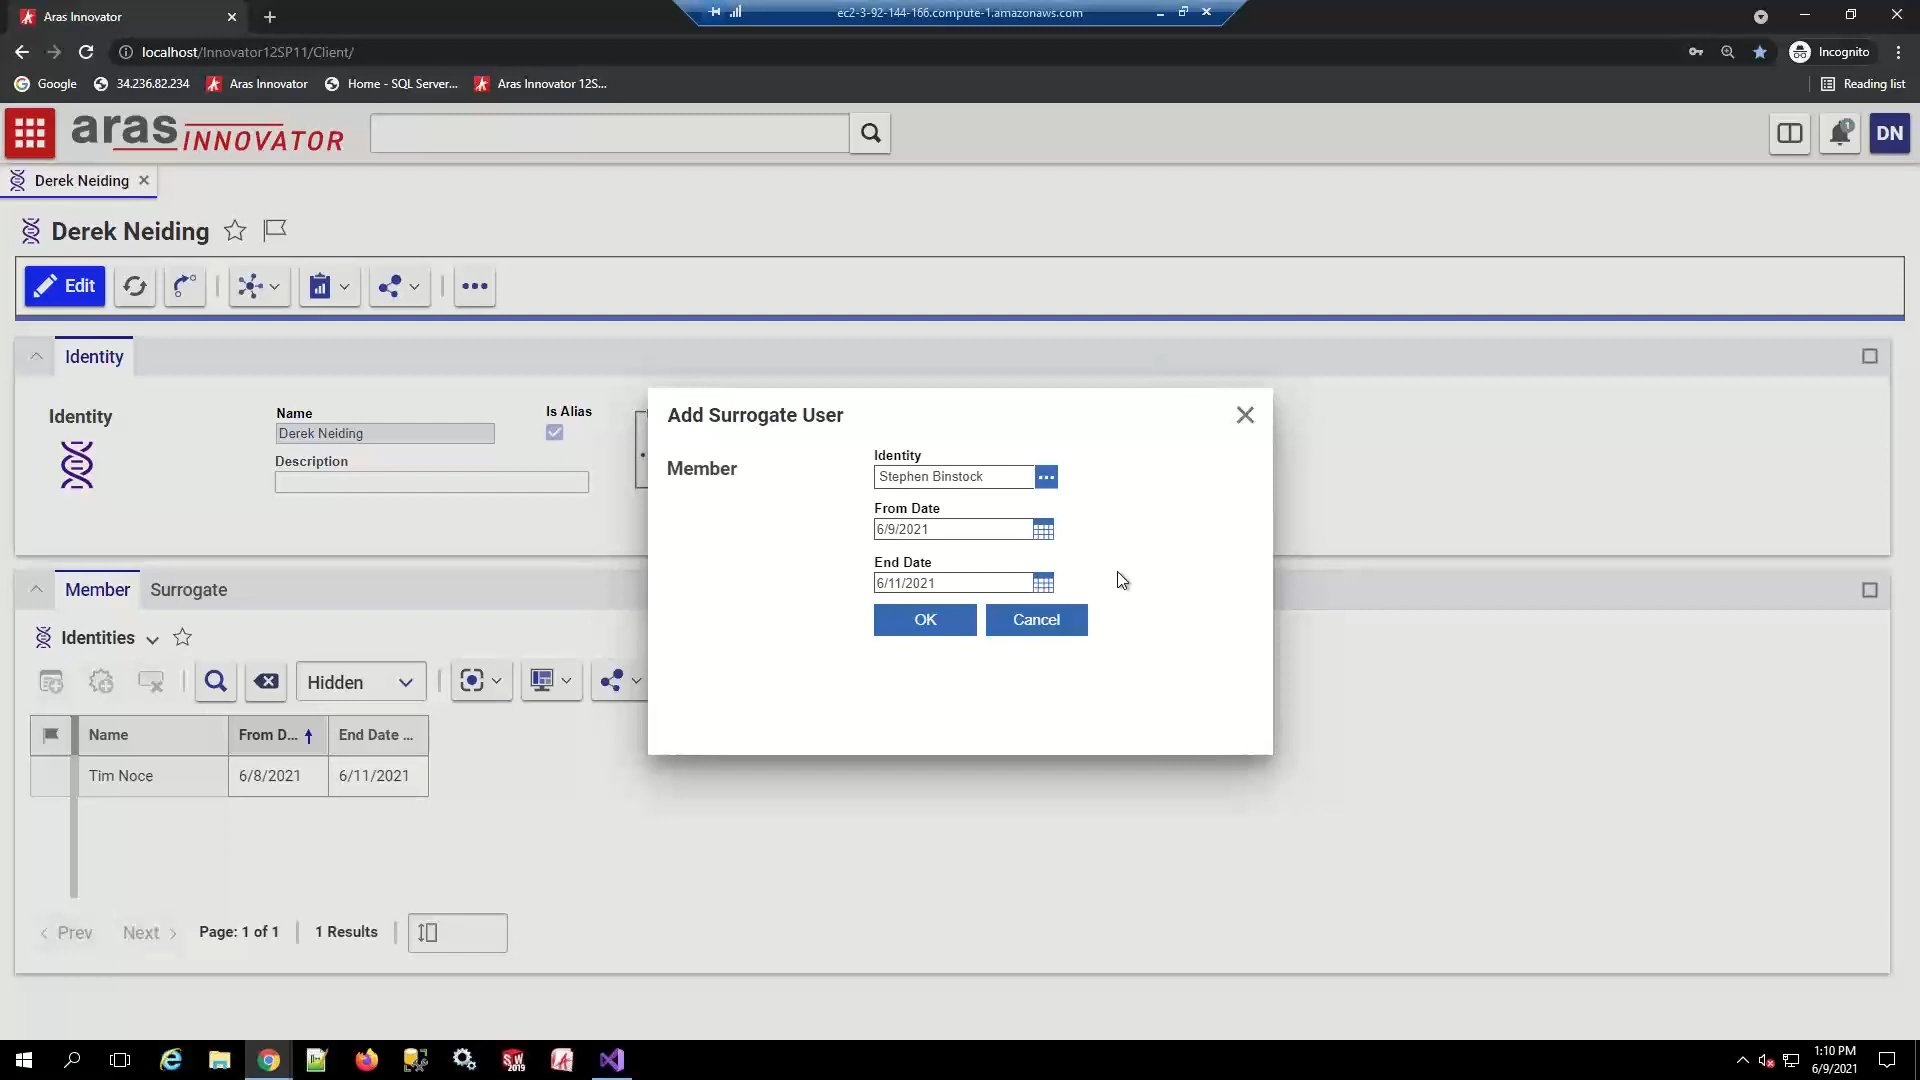 Aras Innovator
ec2-3-92-144-166.compute-1.amazonaws.com
localhost/Innovator12SP11/Client/
Incognito
Google
34.236.82.234
Aras Innovator
Home - SQL Server...
Aras Innovator 12S...
Reading list
aras INNOVATOR
1
DN
Derek Neiding
Derek Neiding
Edit
Identity
Identity
Name
Derek Neiding
Is Alias
Description
Add Surrogate User
Member
Identity
Stephen Binstock
From Date
6/9/2021
End Date
6/11/2021
OK
Cancel
Member
Surrogate
Identities
Hidden
Name
From D...
End Date ...
Tim Noce
6/8/2021
6/11/2021
Prev
Next
Page: 1 of 1
1 Results
SW
2019
1:10 PM
6/9/2021